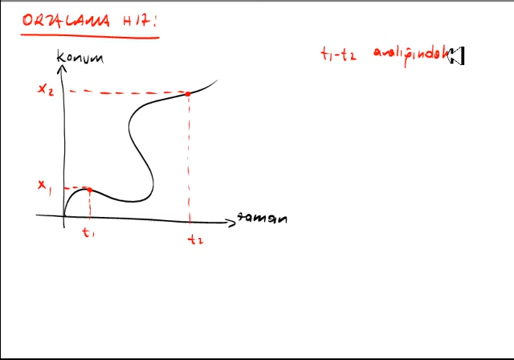 ORTALAMA HIZ:
t1-t2 aralığındaki
konum
x2
x1
zaman
t1
t2